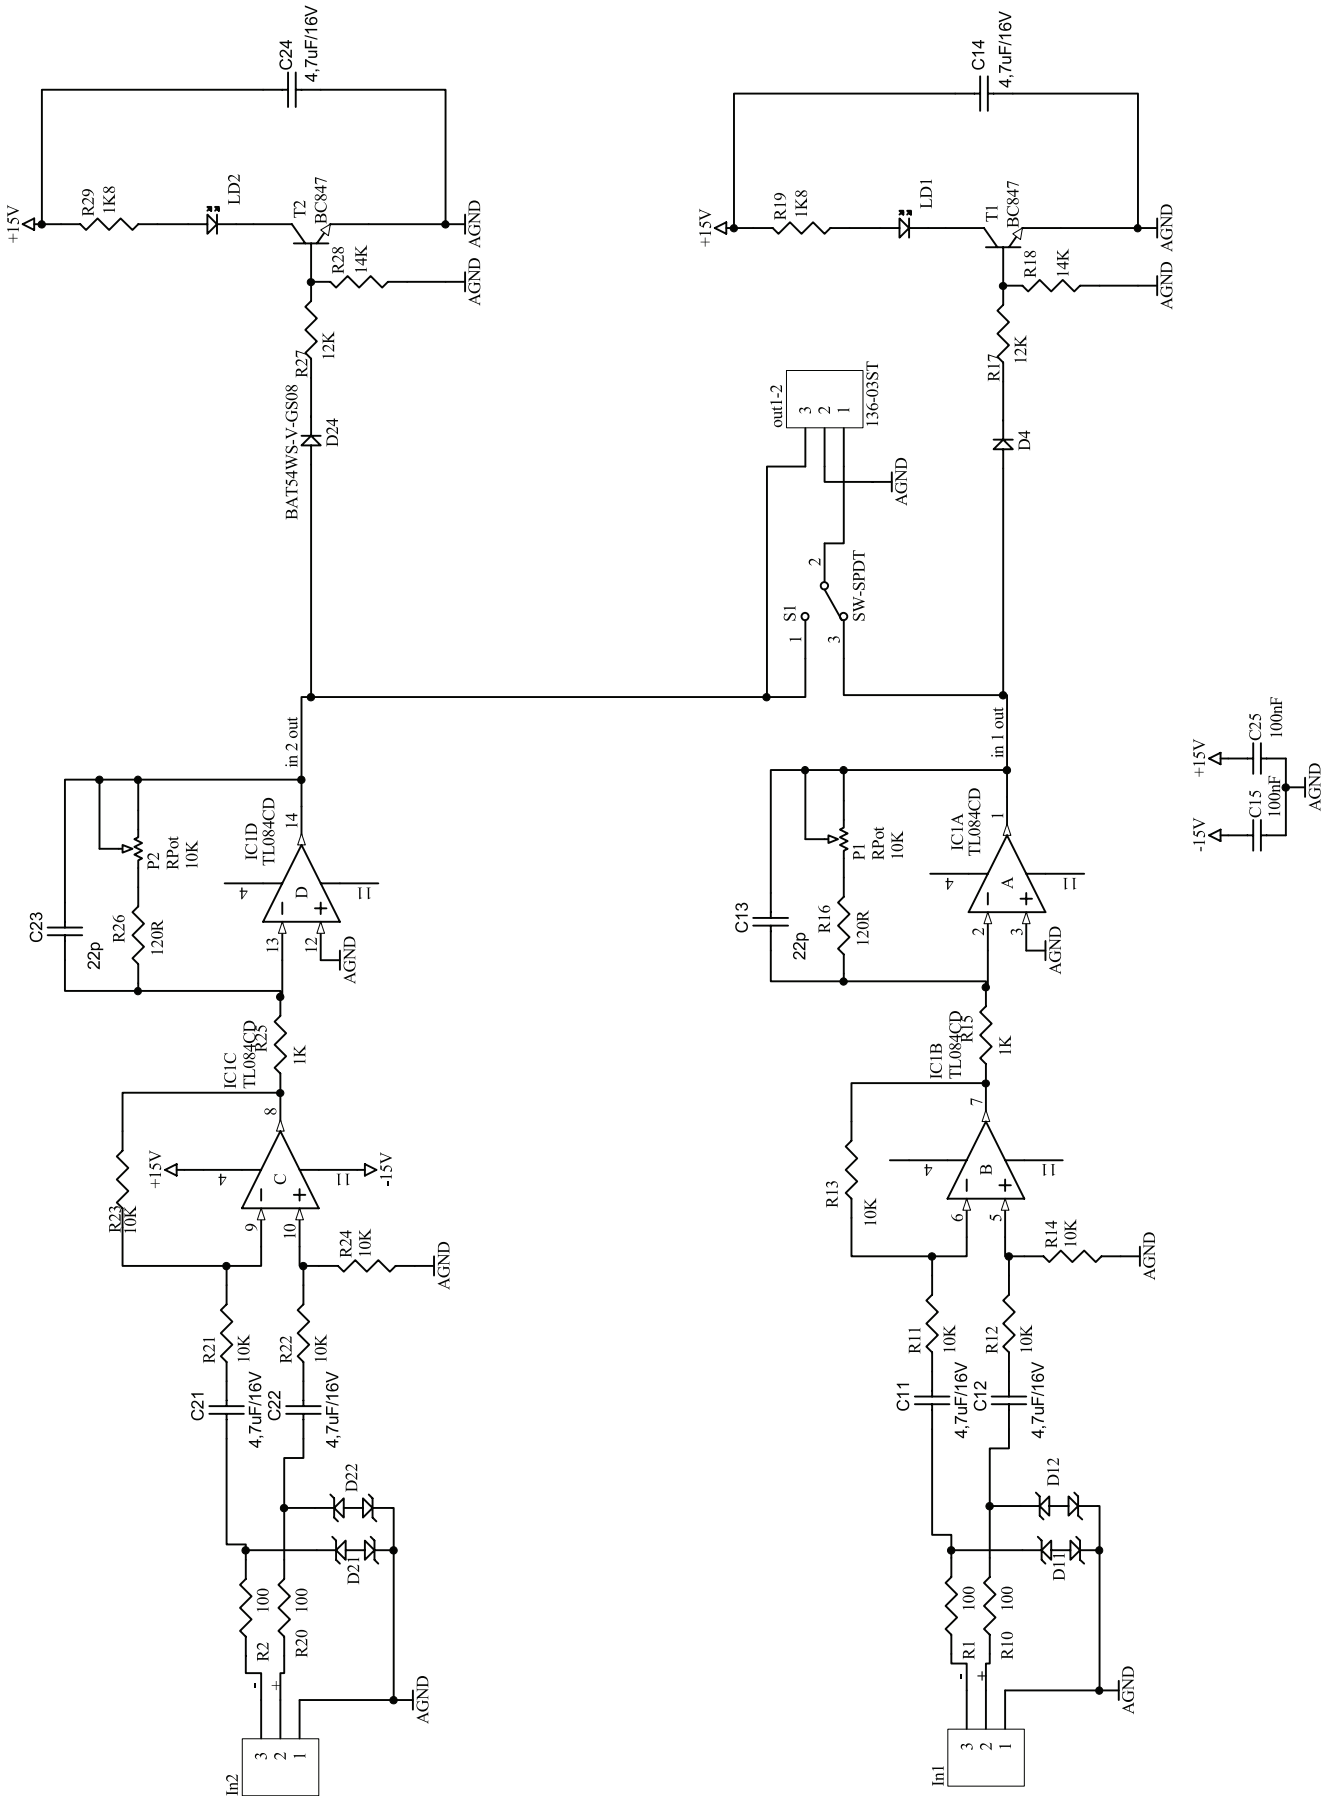 +15V
R29
1K8
LD2
T2
BC847
C24
4,7uF/16V
R28
14K
AGND
AGND
R27
12K
BAT54WS-V-GS08
D24
in 2 out
C23
22p
R26
120R
P2
RPot
10K
IC1D
TL084CD
14
4
11
D
13
12
AGND
IC1C
TL084CD
R25
1K
8
R23
10K
+15V
4
C
11
-15V
9
10
R24
10K
AGND
R21
10K
R22
10K
C21
4,7uF/16V
C22
4,7uF/16V
D22
D21
R2
100
R20
100
-
+
In2
3
2
1
AGND
+15V
R19
1K8
LD1
T1
BC847
C14
4,7uF/16V
R18
14K
AGND
AGND
R17
12K
D4
out1-2
3
2
1
136-03ST
AGND
S1
1
2
3
SW-SPDT
in 1 out
C13
22p
R16
120R
P1
RPot
10K
IC1A
TL084CD
1
4
11
A
2
3
AGND
IC1B
TL084CD
R15
1K
7
R13
10K
4
B
11
6
5
R14
10K
AGND
R11
10K
R12
10K
C11
4,7uF/16V
C12
4,7uF/16V
D12
D11
R1
100
R10
100
-
+
In1
3
2
1
AGND
-15V
C15
100nF
+15V
C25
100nF
AGND